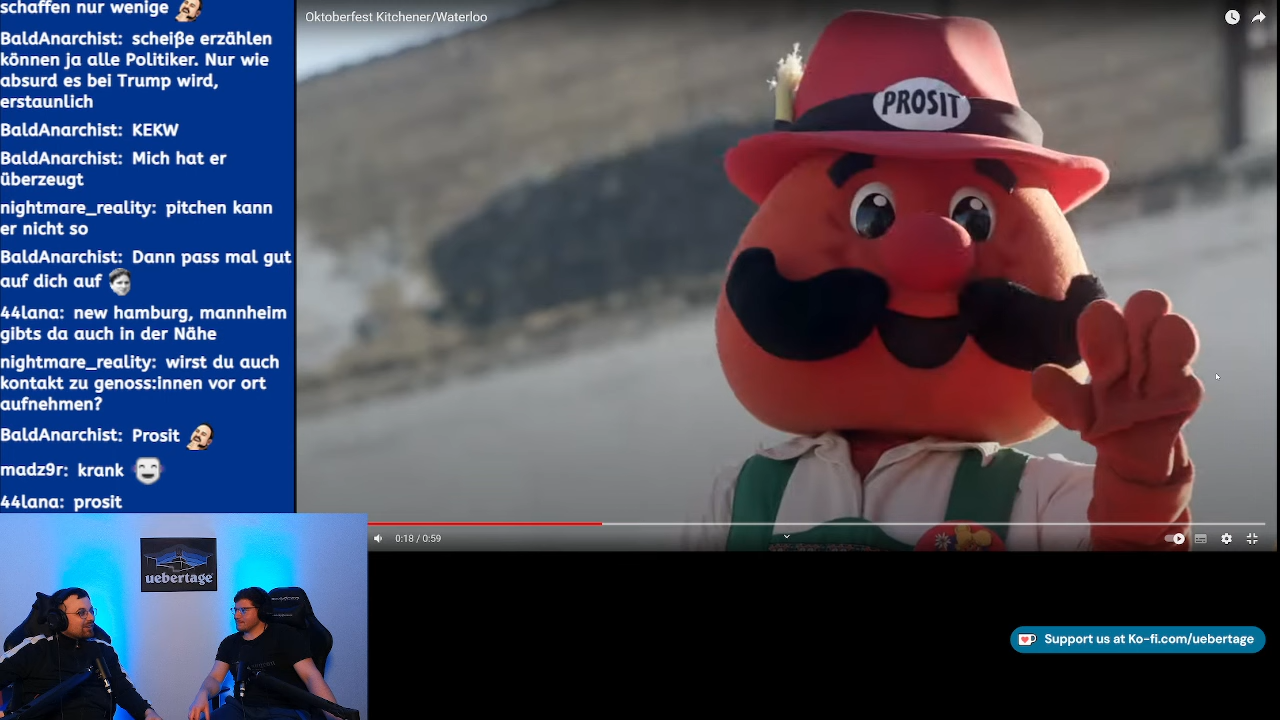 schaffen nur wenige
BaldAnarchist: scheiße erzählen
können ja alle Politiker. Nur wie
absurd es bei Trump wird,
erstaunlich
BaldAnarchist: KEKW
BaldAnarchist: Mich hat er
überzeugt
nightmare_reality: pitchen kann
er nicht so
BaldAnarchist: Dann pass mal gut
auf dich auf
44lana: new hamburg, mannheim
gibts da auch in der Nähe
nightmare_reality: wirst du auch
kontakt zu genoss:innen vor ort
aufnehmen?
BaldAnarchist: Prosit
madz9r: krank
44lana: prosit
Oktoberfest Kitchener/Waterloo
PROSIT
0:18 / 0:59
uebertage
Support us at Ko-fi.com/uebertage